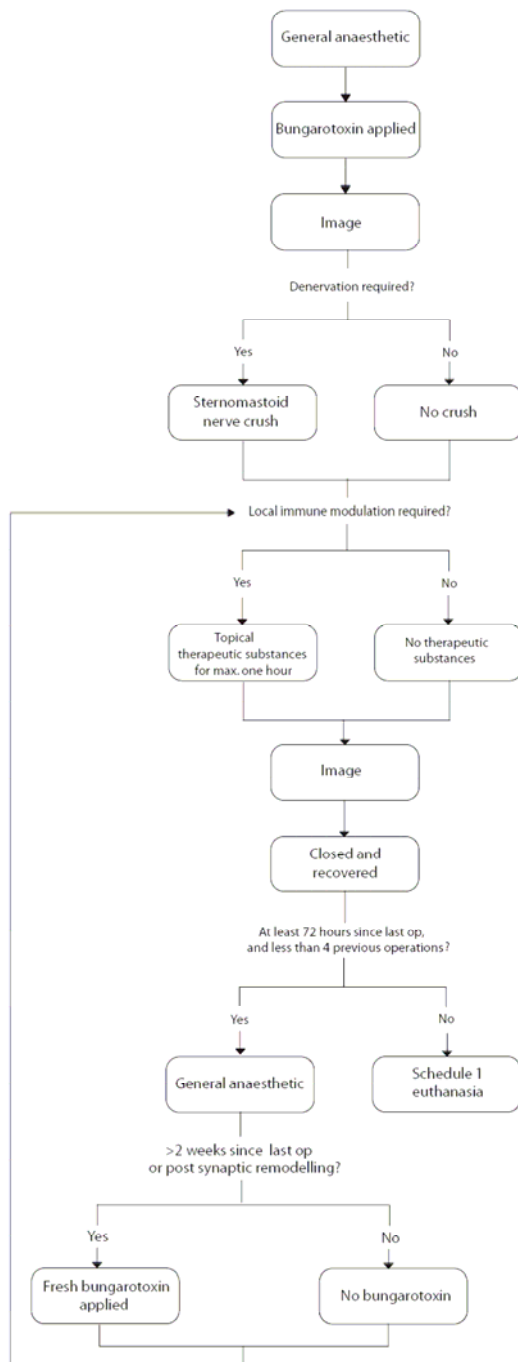 General anaesthetic
Bungarotoxin applied
Image
Denervation required?
Yes
No
Sternomastoid
nerve crush
No crush
Local immune modulation required?
Yes
No
Topical
therapeutic substances
for max. one hour
No therapeutic
substances
Image
Closed and
recovered
At least 72 hours since last op,
and less than 4 previous operations?
Yes
No
General anaesthetic
Schedule 1
euthanasia
>2 weeks since last op
or post synaptic remodelling?
Yes
No
Fresh bungarotoxin
applied
No bungarotoxin